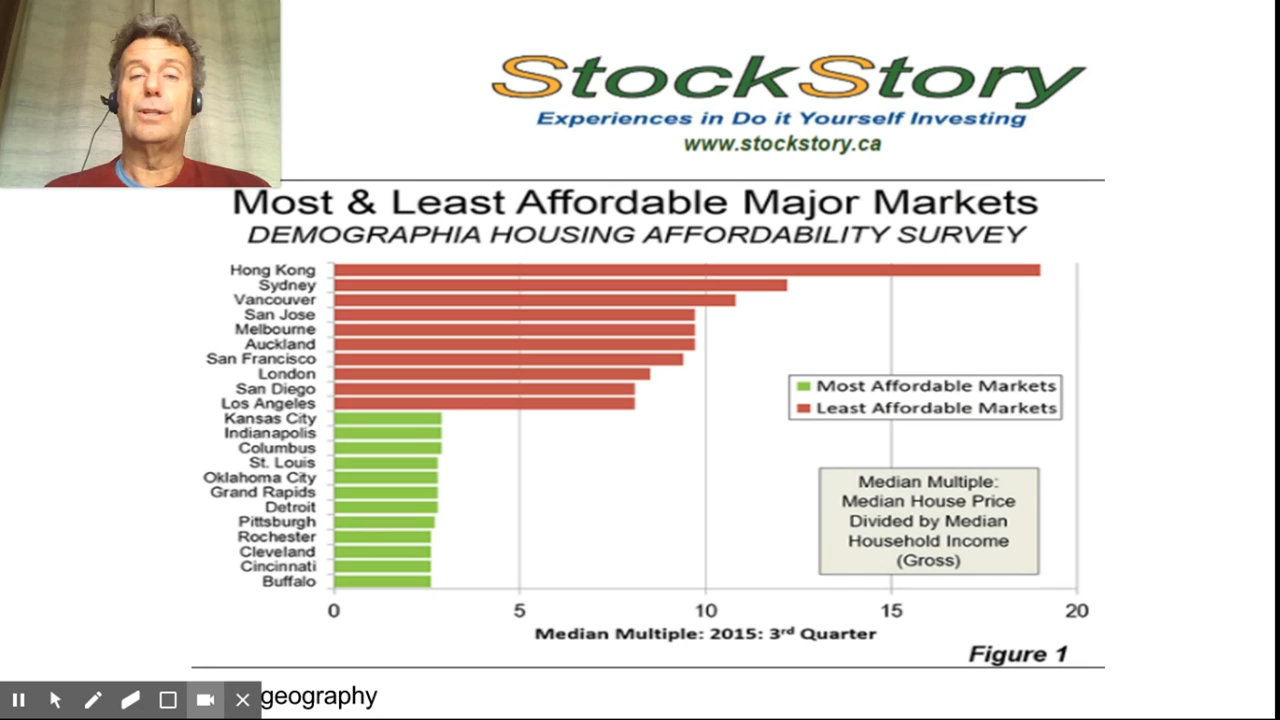 StockStory
Experiences in Do it Yourself Investing
www.stockstory.ca
Most & Least Affordable Major Markets
DEMOGRAPHIA HOUSING AFFORDABILITY SURVEY
Hong Kong
Sydney
Vancouver
San Jose
Melbourne
Auckland
San Francisco
London
San Diego
Los Angeles
Kansas City
Indianapolis
Columbus
St. Louis
Oklahoma City
Grand Rapids
Detroit
Pittsburgh
Rochester
Cleveland
Cincinnati
Buffalo
Most Affordable Markets
Least Affordable Markets
Median Multiple:
Median House Price
Divided by Median
Household Income
(Gross)
0 5 10 15 20
Median Multiple: 2015: 3rd Quarter
Figure 1
geography